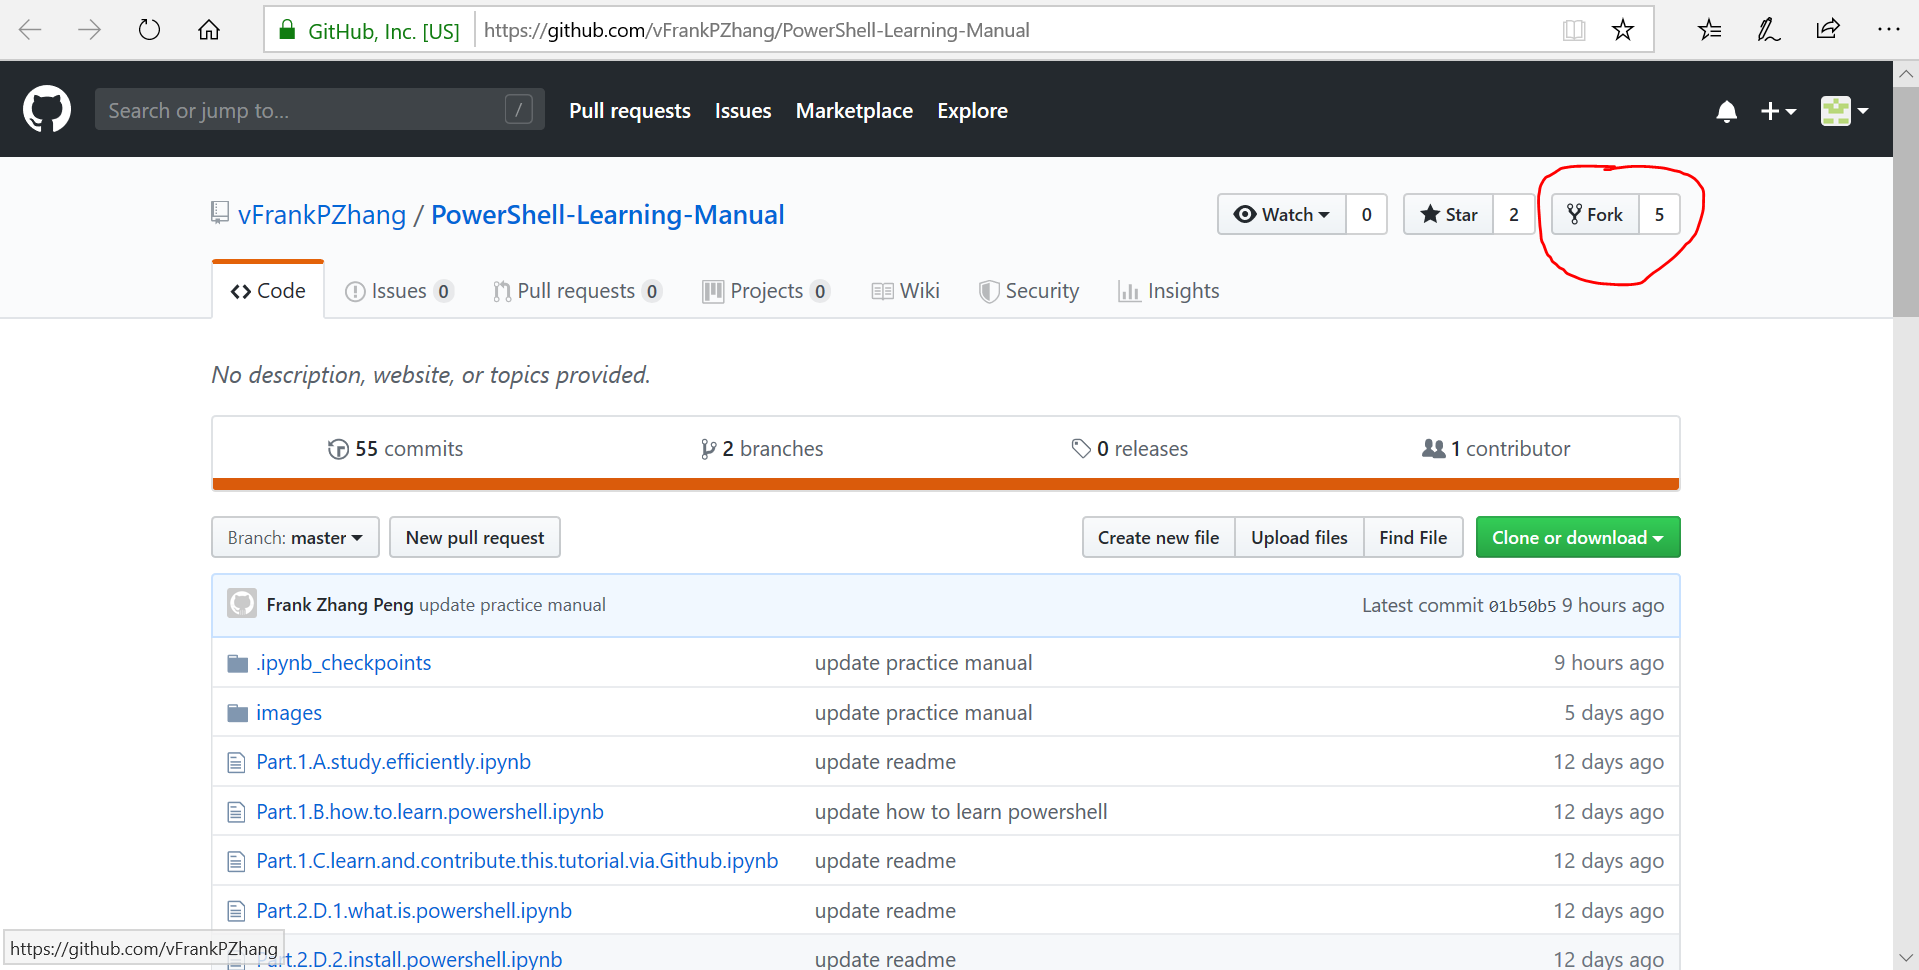 GitHub, Inc. [US] https://github.com/vFrankPZhang/PowerShell-Learning-Manual
Search or jump to... / Pull requests Issues Marketplace Explore
vFrankPZhang / PowerShell-Learning-Manual Watch 0 Star 2 Fork 5
Code Issues 0 Pull requests 0 Projects 0 Wiki Security Insights
No description, website, or topics provided.
55 commits 2 branches 0 releases 1 contributor
Branch: master New pull request Create new file Upload files Find File Clone or download
Frank Zhang Peng update practice manual Latest commit 01b50b5 9 hours ago
.ipynb_checkpoints update practice manual 9 hours ago
images update practice manual 5 days ago
Part.1.A.study.efficiently.ipynb update readme 12 days ago
Part.1.B.how.to.learn.powershell.ipynb update how to learn powershell 12 days ago
Part.1.C.learn.and.contribute.this.tutorial.via.Github.ipynb update readme 12 days ago
Part.2.D.1.what.is.powershell.ipynb update readme 12 days ago
https://github.com/vFrankPZhang
rt.2.D.2.install.powershell.ipynb update readme 12 days ago